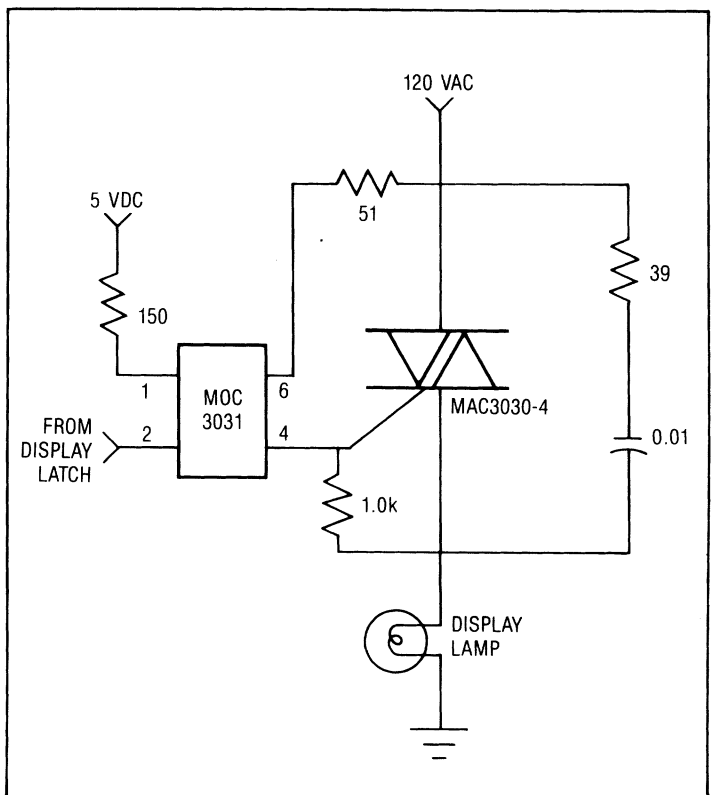 120 VAC
5 VDC
51
39
150
1
MOC
3031
6
MAC3030-4
FROM
DISPLAY
LATCH
2
4
0.01
1.0k
DISPLAY
LAMP